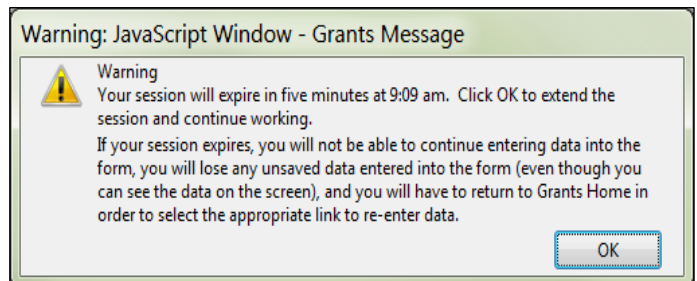 Warning: JavaScript Window - Grants Message
Warning
Your session will expire in five minutes at 9:09 am.  Click OK to extend the
session and continue working.
If your session expires, you will not be able to continue entering data into the
form, you will lose any unsaved data entered into the form (even though you
can see the data on the screen), and you will have to return to Grants Home in
order to select the appropriate link to re-enter data.
OK